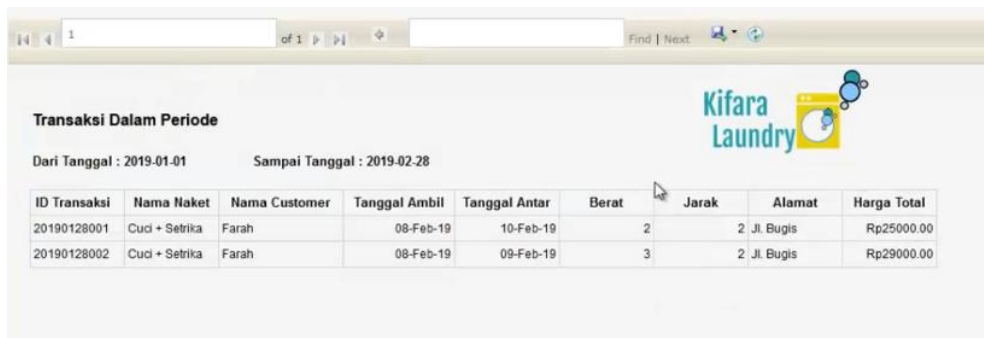 1 of 1 Find | Next
Kifara
Laundry
Transaksi Dalam Periode
Dari Tanggal : 2019-01-01 Sampai Tanggal : 2019-02-28
ID Transaksi Nama Naket Nama Customer Tanggal Ambil Tanggal Antar Berat Jarak Alamat Harga Total
20190128001 Cuci + Setrika Farah 08-Feb-19 10-Feb-19 2 2 Jl. Bugis Rp25000.00
20190128002 Cuci + Setrika Farah 08-Feb-19 09-Feb-19 3 2 Jl. Bugis Rp29000.00